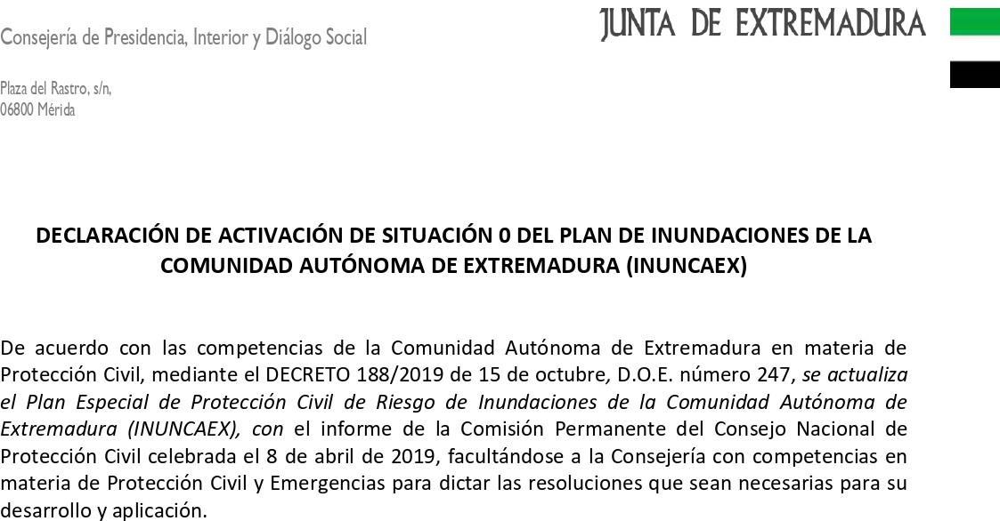 Consejería de Presidencia, Interior y Diálogo Social
JUNTA DE EXTREMADURA
Plaza del Rastro, s/n,
06800 Mérida
DECLARACIÓN DE ACTIVACIÓN DE SITUACIÓN 0 DEL PLAN DE INUNDACIONES DE LA
COMUNIDAD AUTÓNOMA DE EXTREMADURA (INUNCAEX)
De acuerdo con las competencias de la Comunidad Autónoma de Extremadura en materia de
Protección Civil, mediante el DECRETO 188/2019 de 15 de octubre, D.O.E. número 247, se actualiza
el Plan Especial de Protección Civil de Riesgo de Inundaciones de la Comunidad Autónoma de
Extremadura (INUNCAEX), con el informe de la Comisión Permanente del Consejo Nacional de
Protección Civil celebrada el 8 de abril de 2019, facultándose a la Consejería con competencias en
materia de Protección Civil y Emergencias para dictar las resoluciones que sean necesarias para su
desarrollo y aplicación.